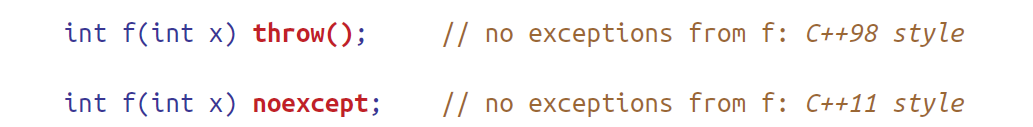 int f(int x) throw();     // no exceptions from f: C++98 style
int f(int x) noexcept;    // no exceptions from f: C++11 style